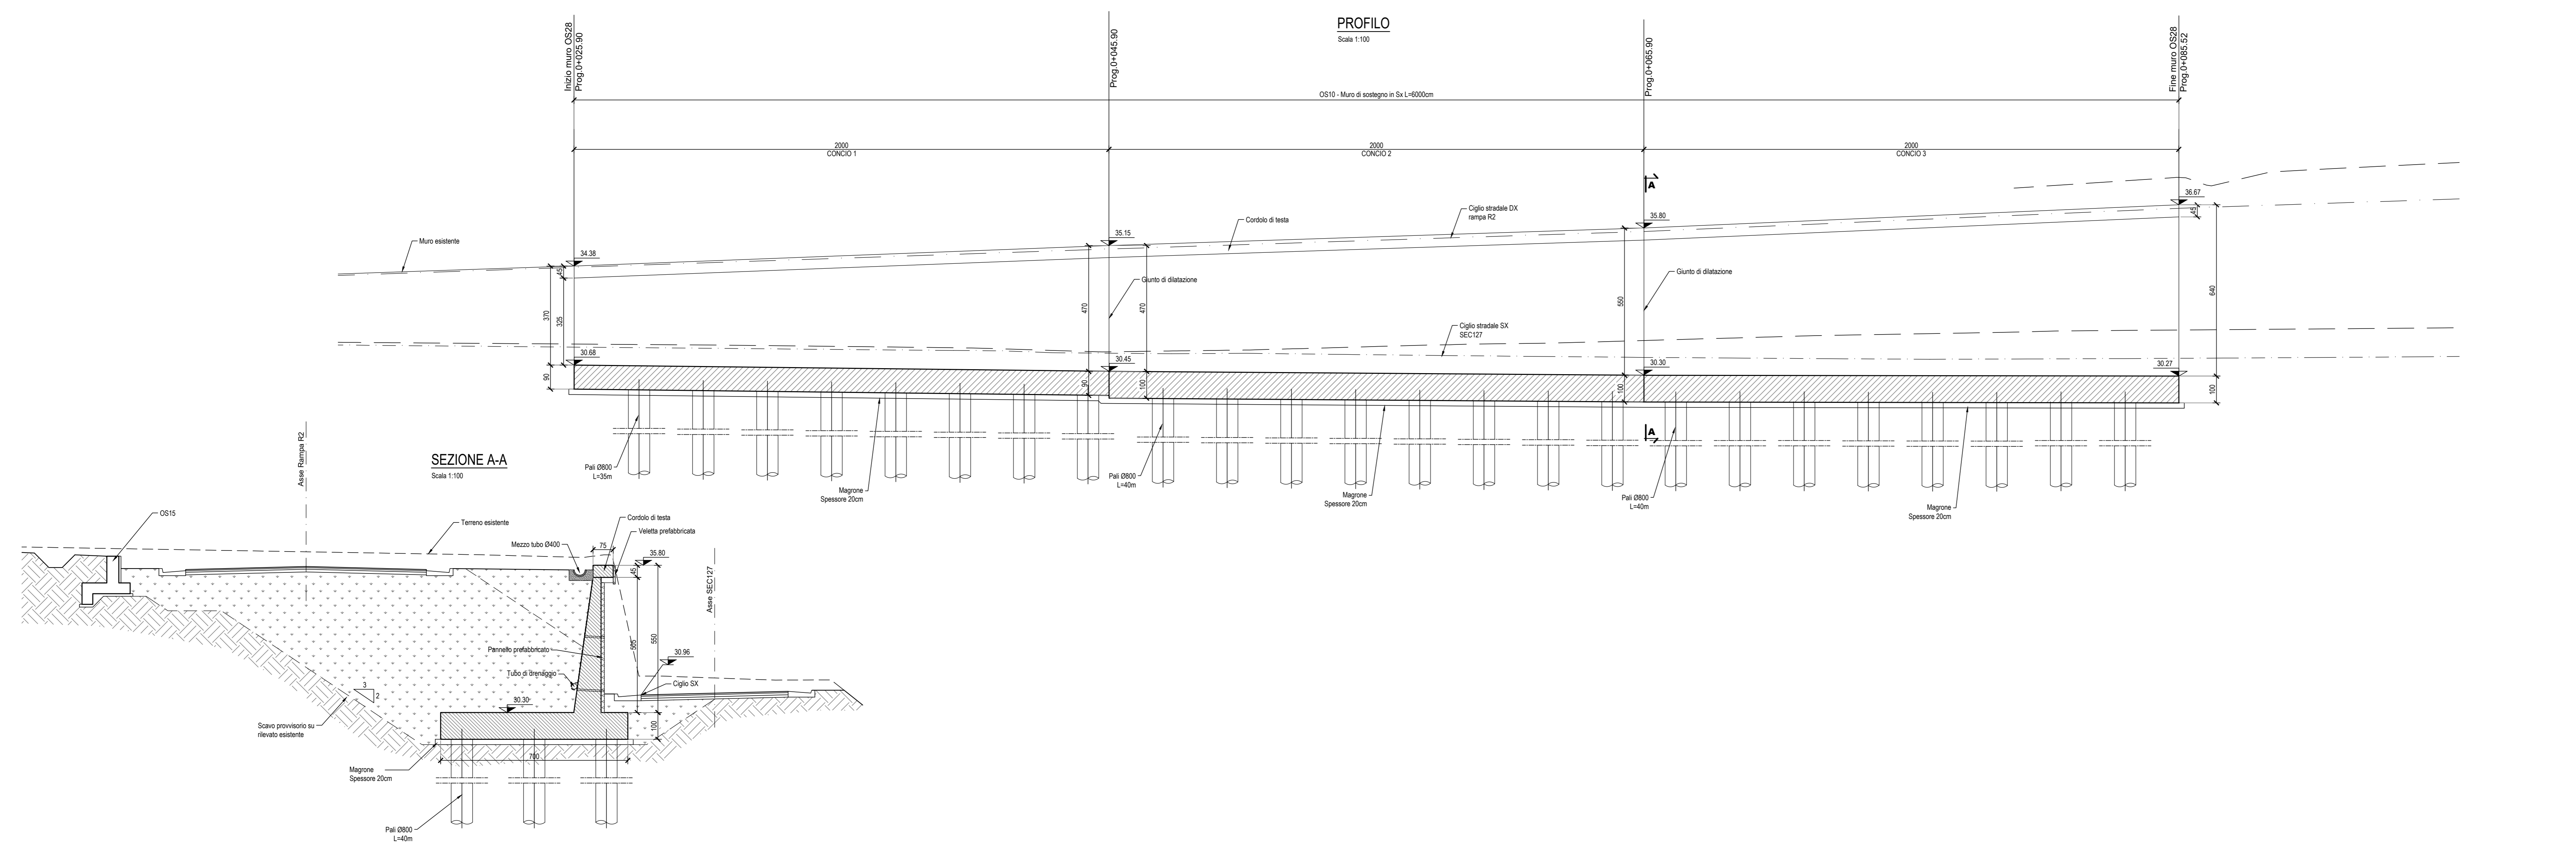 PROFILO
Scala 1:100
Inizio muro OS28
Prog.0+025.90
Prog.0+045.90
Prog.0+065.90
Fine muro OS28
Prog.0+085.52
OS10 - Muro di sostegno in Sx L=6000cm
2000
CONCIO 1
2000
CONCIO 2
2000
CONCIO 3
A
36.67
45
Ciglio stradale DX
rampa R2
Cordolo di testa
35.80
35.15
Muro esistente
34.38
45
370
325
470
470
550
640
Giunto di dilatazione
Giunto di dilatazione
Ciglio stradale SX
SEC127
30.68
30.45
30.30
30.27
90
90
100
100
100
A
Pali Ø800
L=35m
Magrone
Spessore 20cm
Pali Ø800
L=40m
Magrone
Spessore 20cm
Pali Ø800
L=40m
Magrone
Spessore 20cm
SEZIONE A-A
Scala 1:100
Asse Rampa R2
OS15
Terreno esistente
Mezzo tubo Ø400
Cordolo di testa
Veletta prefabbricata
75
35.80
45
Asse SEC127
505
550
Pannello prefabbricato
30.96
Tubo di drenaggio
Ciglio SX
3
2
30.30
Scavo provvisorio su
rilevato esistente
100
700
Magrone
Spessore 20cm
Pali Ø800
L=40m